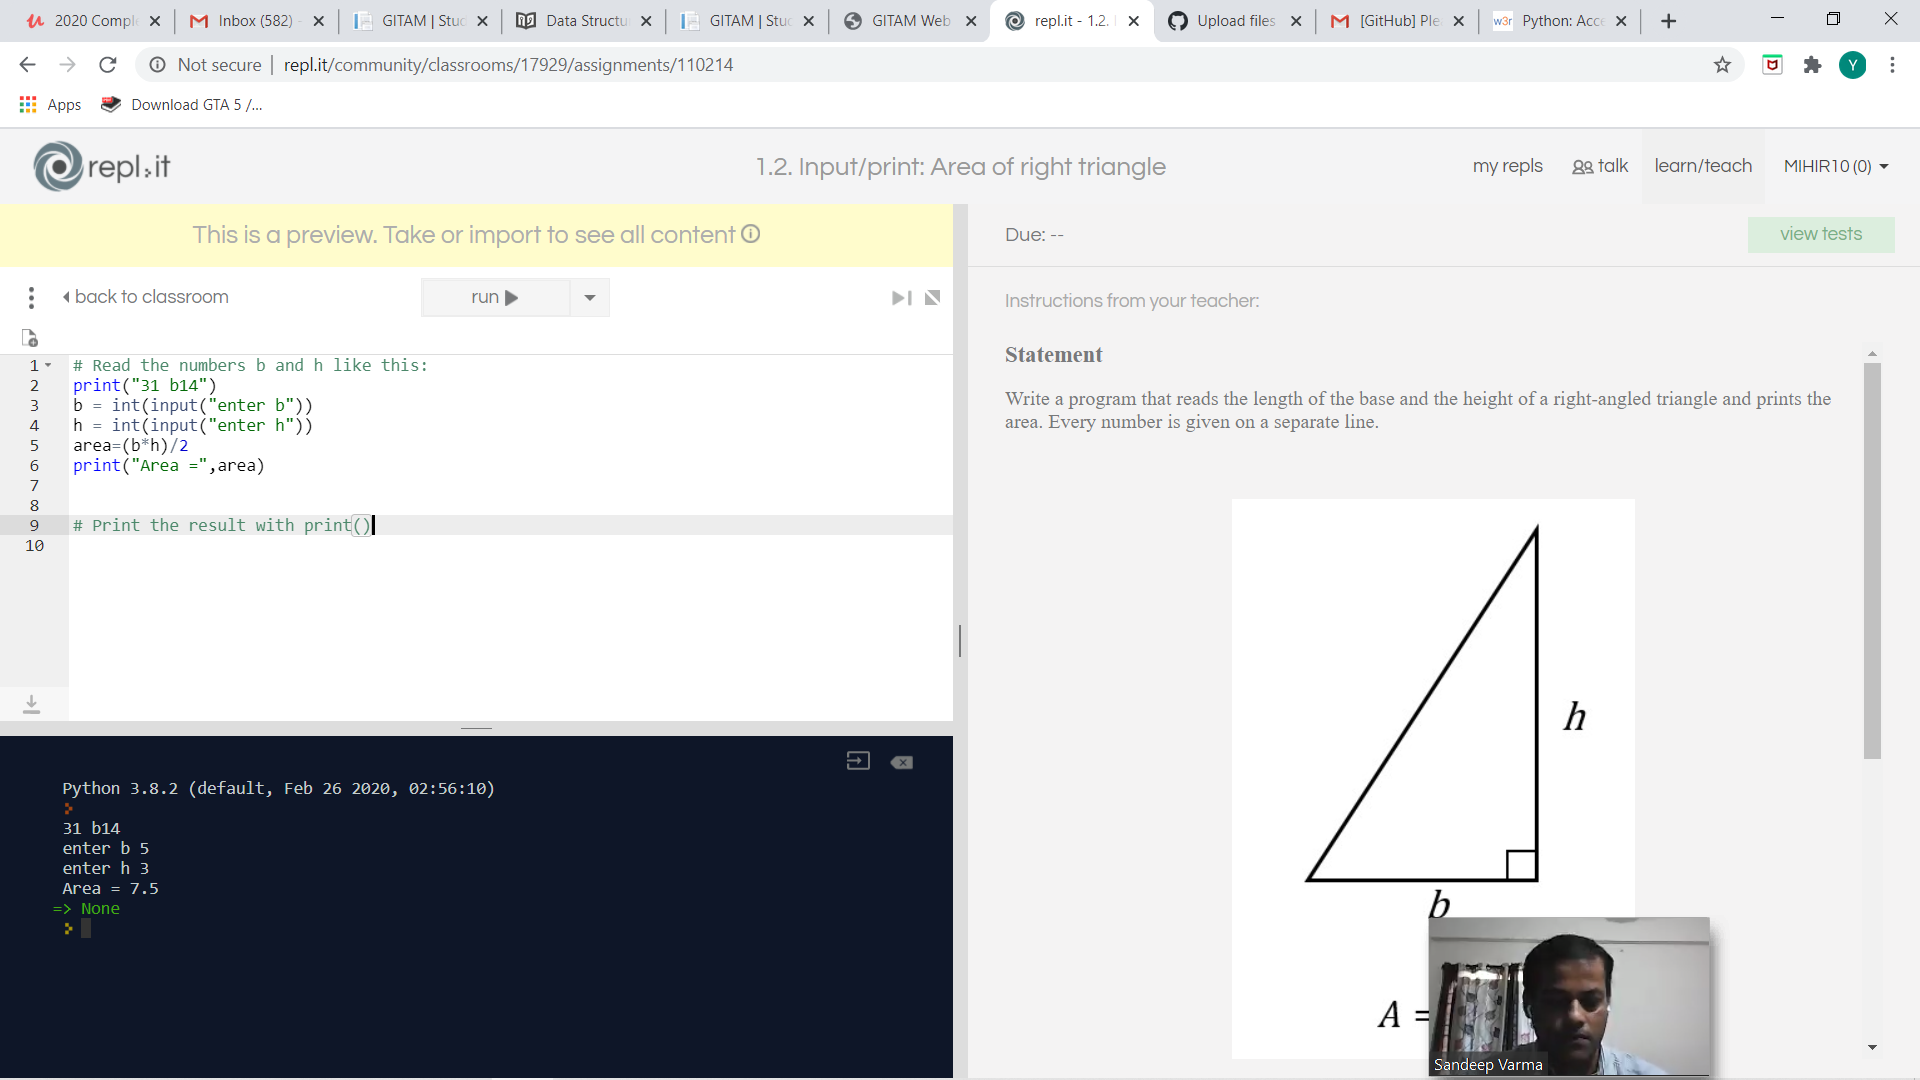 2020 Compl
Inbox (582) -
GITAM | Stud
Data Structu
GITAM | Stud
GITAM Web
repl.it - 1.2.
Upload files
[GitHub] Ple
w3r Python: Acce
Not secure
repl.it/community/classrooms/17929/assignments/110214
Y
Apps
Download GTA 5 /...
repl.it
1.2. Input/print: Area of right triangle
my repls
talk
learn/teach
MIHIR10 (0)
This is a preview. Take or import to see all content
Due: --
view tests
back to classroom
run
Instructions from your teacher:
Statement
Write a program that reads the length of the base and the height of a right-angled triangle and prints the
area. Every number is given on a separate line.
1 # Read the numbers b and h like this:
2 print("31 b14")
3 b = int(input("enter b"))
4 h = int(input("enter h"))
5 area=(b*h)/2
6 print("Area =",area)
7
8
9 # Print the result with print()
10
h
b
A =
Python 3.8.2 (default, Feb 26 2020, 02:56:10)
31 b14
enter b 5
enter h 3
Area = 7.5
=> None
Sandeep Varma